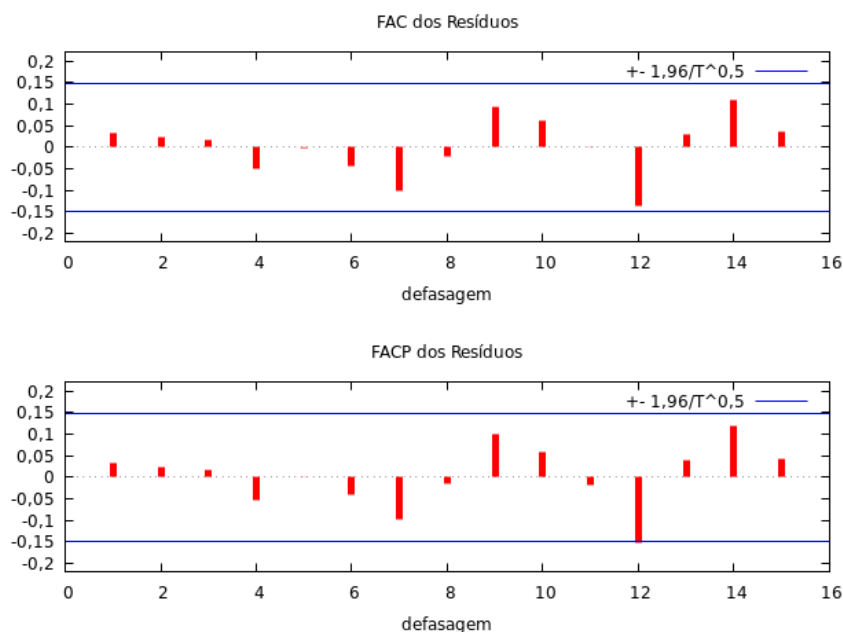 FAC dos Resíduos
+- 1,96/T^0,5
0,2
0,15
0,1
0,05
0
-0,05
-0,1
-0,15
-0,2
0 2 4 6 8 10 12 14 16
defasagem
FACP dos Resíduos
+- 1,96/T^0,5
0,2
0,15
0,1
0,05
0
-0,05
-0,1
-0,15
-0,2
0 2 4 6 8 10 12 14 16
defasagem